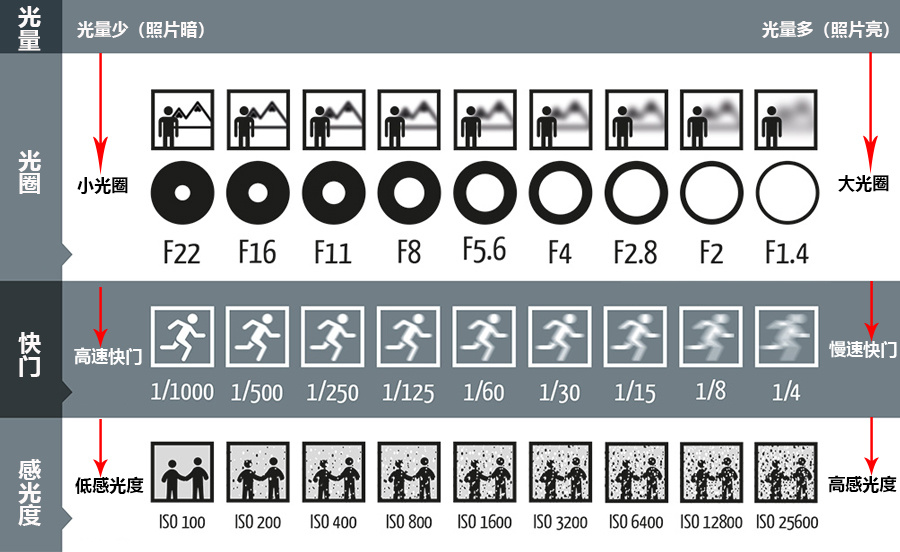 光量
光量少（照片暗）
光量多（照片亮）
光圈
小光圈
大光圈
F22 F16 F11 F8 F5.6 F4 F2.8 F2 F1.4
快门
高速快门
慢速快门
1/1000 1/500 1/250 1/125 1/60 1/30 1/15 1/8 1/4
感光度
低感光度
高感光度
ISO 100 ISO 200 ISO 400 ISO 800 ISO 1600 ISO 3200 ISO 6400 ISO 12800 ISO 25600